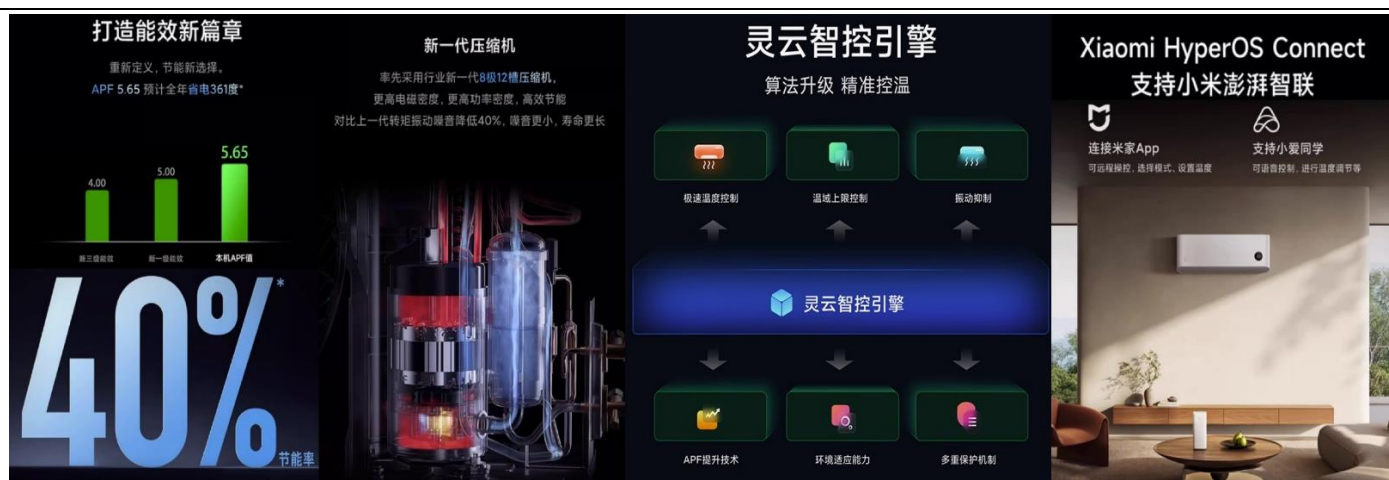 打造能效新篇章
重新定义，节能新选择。
APF 5.65 预计全年省电361度*
5.65
5.00
4.00
新三级能效
新一级能效
本机APF值
40%*
节能率
新一代压缩机
率先采用行业新一代8极12槽压缩机，
更高电磁密度，更高功率密度，高效节能
对比上一代转矩振动噪音降低40%，噪音更小，寿命更长
灵云智控引擎
算法升级 精准控温
极速温度控制
温域上限控制
振动抑制
灵云智控引擎
APF提升技术
环境适应能力
多重保护机制
Xiaomi HyperOS Connect
支持小米澎湃智联
连接米家App
可远程操控，选择模式，设置温度
支持小爱同学
可语音控制，进行温度调节等